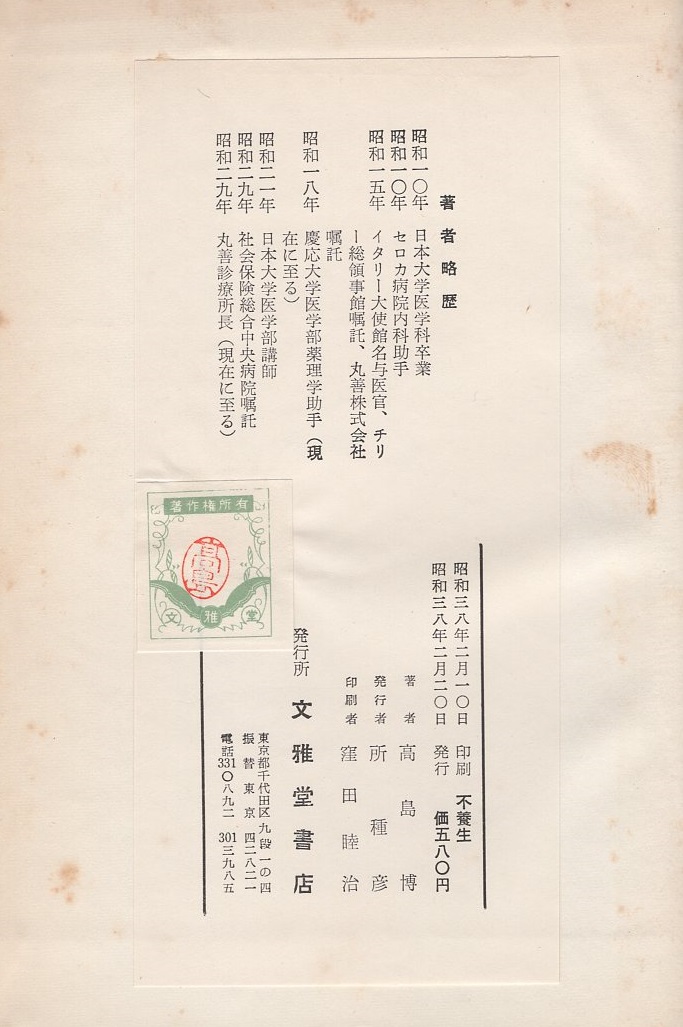 著者略歴
昭和一〇年　日本大学医学科卒業
昭和一〇年　セロカ病院内科助手
昭和一五年　イタリー大使館名与医官、チリ
ー総領事館嘱託、丸善株式会社
嘱託
昭和一八年　慶応大学医学部薬理学助手（現
在に至る）
昭和二一年　日本大学医学部講師
昭和二九年　社会保険総合中央病院嘱託
昭和二九年　丸善診療所長（現在に至る）
著作権所有
高島
文雅堂
昭和三八年二月一〇日　印刷　不養生
昭和三八年二月二〇日　発行　価五八〇円
著者　高島博
発行者　所種彦
印刷者　窪田睦治
発行所　文雅堂書店
東京都千代田区九段一の四
振替東京　四二八二一
電話331〇八九二　301三九八五